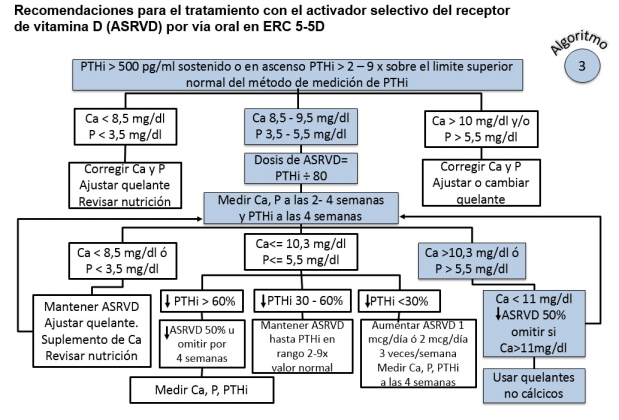 Recomendaciones para el tratamiento con el activador selectivo del receptor
de vitamina D (ASRVD) por via oral en ERC 5-5D
Algoritmo
3
PTHi > 500 pg/ml sostenido o en ascenso PTHi > 2 – 9 x sobre el limite superior
normal del método de medición de PTHi
Ca < 8,5 mg/dl
P < 3,5 mg/dl
Ca 8,5 - 9,5 mg/dl
P 3,5 - 5,5 mg/dl
Ca > 10 mg/dl y/o
P > 5,5 mg/dl
Corregir Ca y P
Ajustar quelante
Revisar nutrición
Dosis de ASRVD=
PTHi ÷ 80
Corregir Ca y P
Ajustar o cambiar
quelante
Medir Ca, P a las 2- 4 semanas
y PTHi a las 4 semanas
Ca < 8,5 mg/dl ó
P < 3,5 mg/dl
Ca<= 10,3 mg/dl
P<= 5,5 mg/dl
Ca >10,3 mg/dl ó
P > 5,5 mg/dl
Mantener ASRVD
Ajustar quelante.
Suplemento de Ca
Revisar nutrición
↓PTHi > 60%
↓PTHi 30 - 60%
↓PTHi <30%
↓ASRVD 50% u
omitir por
4 semanas
Mantener ASRVD
hasta PTHi en
rango 2-9x
valor normal
Aumentar ASRVD 1
mcg/día ó 2 mcg/día
3 veces/semana
Medir Ca, P, PTHi
a las 4 semanas
Ca < 11 mg/dl
↓ASRVD 50%
omitir si
Ca>11mg/dl
Medir Ca, P, PTHi
Usar quelantes
no cálcicos